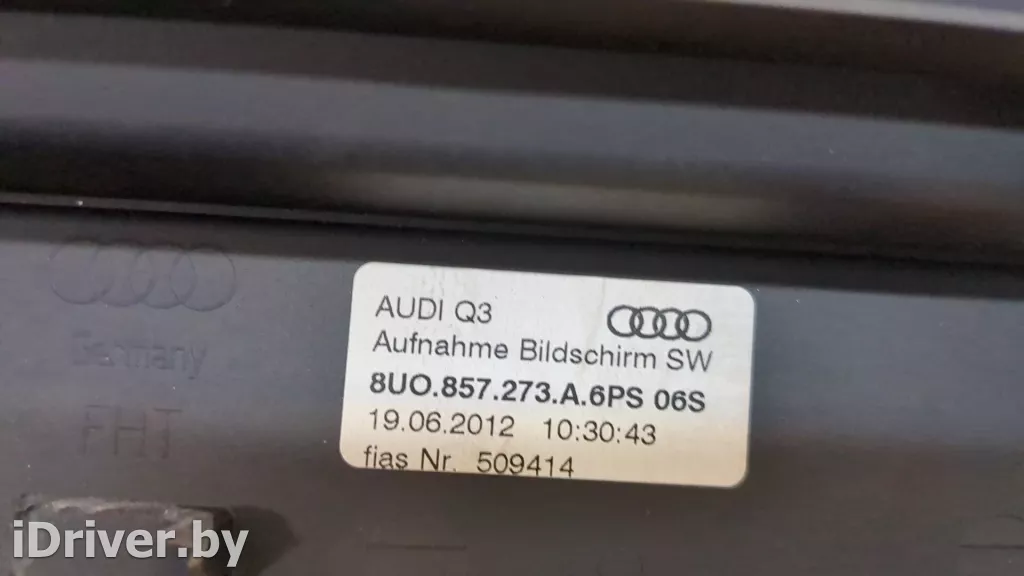 AUDI Q3
Aufnahme Bildschirm SW
8UO.857.273.A.6PS 06S
19.06.2012 10:30:43
fias Nr. 509414
Germany
FHT
iDriver.by